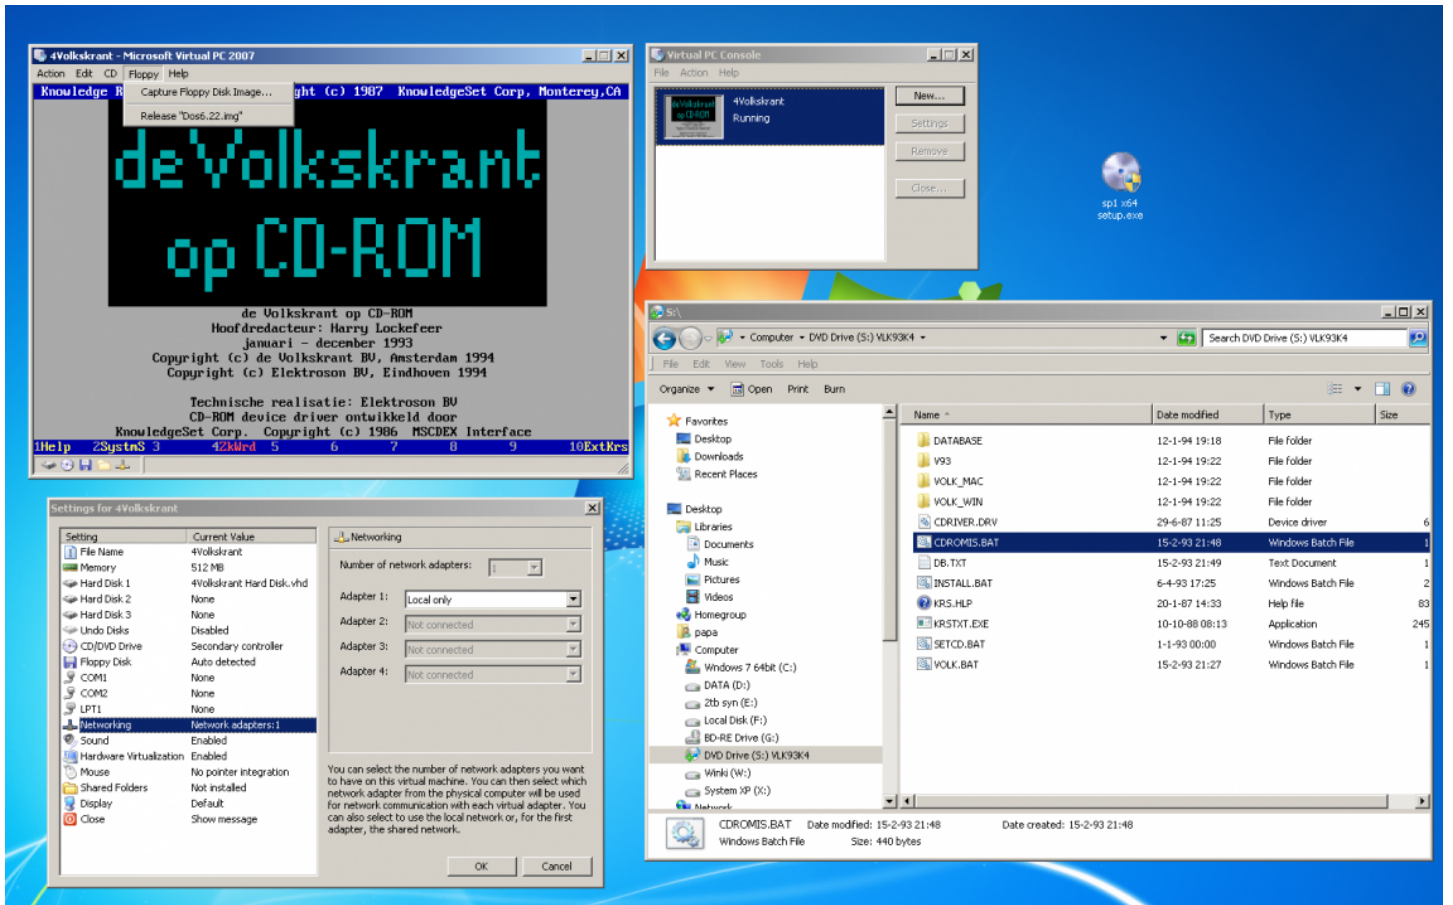 4Volkskrant - Microsoft Virtual PC 2007
Action Edit CD Floppy Help
Knowledge R ght (c) 1987 KnowledgeSet Corp, Monterey,CA
Capture Floppy Disk Image...
Release "Dos6.22.img"
de Volkskrant
op CD-ROM
de Volkskrant op CD-ROM
Hoofdredacteur: Harry Lockefeer
januari - december 1993
Copyright (c) de Volkskrant BV, Amsterdam 1994
Copyright (c) Elektroson BV, Eindhoven 1994
Technische realisatie: Elektroson BV
CD-ROM device driver ontwikkeld door
KnowledgeSet Corp. Copyright (c) 1986 MSCDEX Interface
1Help 2SystmS 3 4ZkWrd 5 6 7 8 9 10ExtKrs
Virtual PC Console
File Action Help
de Volkskrant
op CD-ROM
4Volkskrant
Running
New...
Settings
Remove
Close...
sp1 x64
setup.exe
Settings for 4Volkskrant
Setting Current Value
File Name 4Volkskrant
Memory 512 MB
Hard Disk 1 4Volkskrant Hard Disk.vhd
Hard Disk 2 None
Hard Disk 3 None
Undo Disks Disabled
CD/DVD Drive Secondary controller
Floppy Disk Auto detected
COM1 None
COM2 None
LPT1 None
Networking Network adapters:1
Sound Enabled
Hardware Virtualization Enabled
Mouse No pointer integration
Shared Folders Not installed
Display Default
Close Show message
Networking
Number of network adapters: 1
Adapter 1: Local only
Adapter 2: Not connected
Adapter 3: Not connected
Adapter 4: Not connected
You can select the number of network adapters you want
to have on this virtual machine. You can then select which
network adapter from the physical computer will be used
for network communication with each virtual adapter. You
can also select to use the local network or, for the first
adapter, the shared network.
OK Cancel
S:\
Computer DVD Drive (S:) VLK93K4
Search DVD Drive (S:) VLK93K4
File Edit View Tools Help
Organize Open Print Burn
Favorites
Desktop
Downloads
Recent Places
Desktop
Libraries
Documents
Music
Pictures
Videos
Homegroup
papa
Computer
Windows 7 64bit (C:)
DATA (D:)
2tb syn (E:)
Local Disk (F:)
BD-RE Drive (G:)
DVD Drive (S:) VLK93K4
Winki (W:)
System XP (X:)
Network
Name Date modified Type Size
DATABASE 12-1-94 19:18 File folder
V93 12-1-94 19:22 File folder
VOLK_MAC 12-1-94 19:22 File folder
VOLK_WIN 12-1-94 19:22 File folder
CDRIVER.DRV 29-6-87 11:25 Device driver 6
CDROMIS.BAT 15-2-93 21:48 Windows Batch File 1
DB.TXT 15-2-93 21:49 Text Document 1
INSTALL.BAT 6-4-93 17:25 Windows Batch File 2
KRS.HLP 20-1-87 14:33 Help file 83
KRSTXT.EXE 10-10-88 08:13 Application 245
SETCD.BAT 1-1-93 00:00 Windows Batch File 1
VOLK.BAT 15-2-93 21:27 Windows Batch File 1
CDROMIS.BAT Date modified: 15-2-93 21:48 Date created: 15-2-93 21:48
Windows Batch File Size: 440 bytes